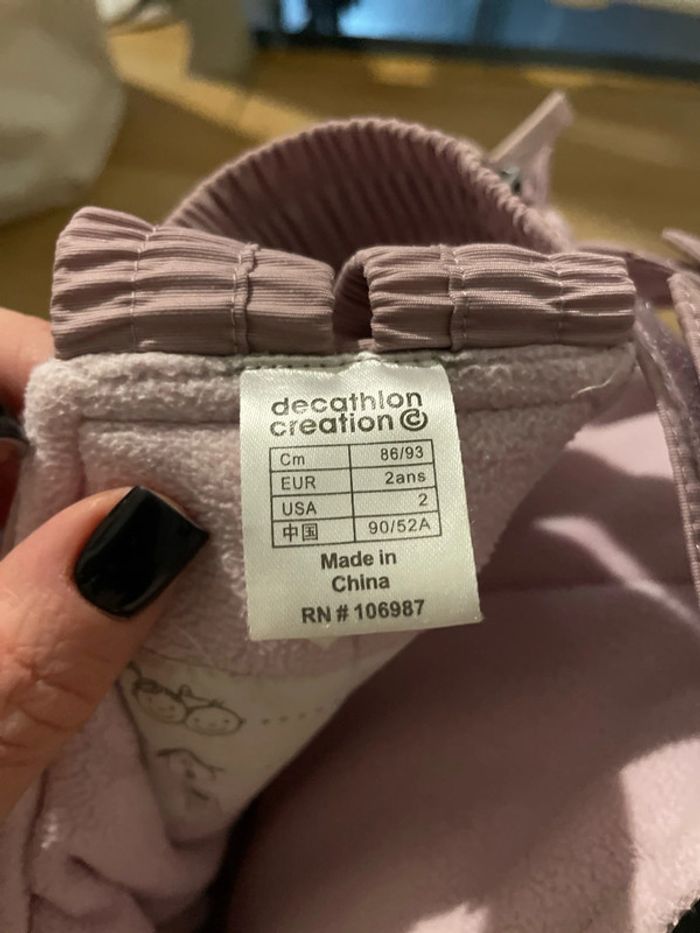 decathlon
creation ©
Cm 86/93
EUR 2ans
USA 2
中国 90/52A
Made in
China
RN # 106987